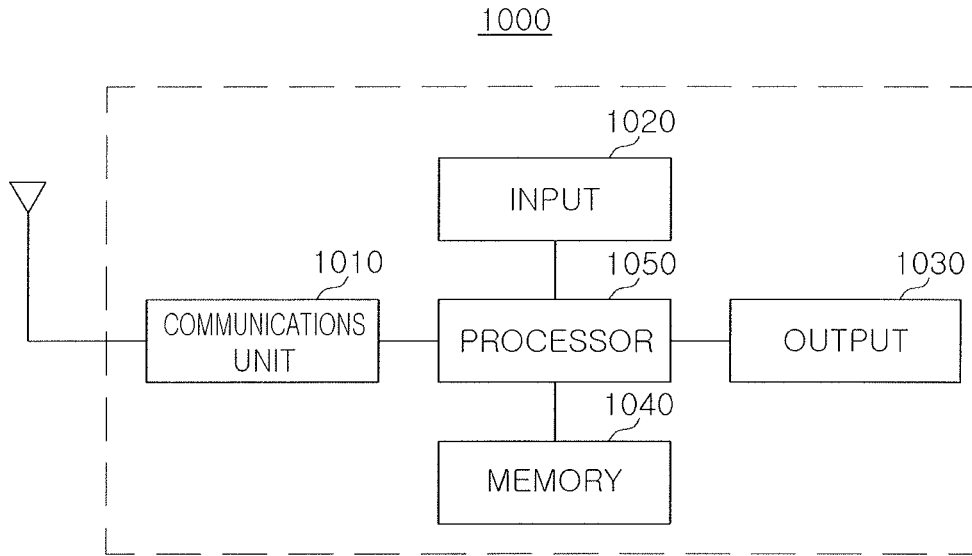 1000
1020
INPUT
1010
COMMUNICATIONS
UNIT
1050
PROCESSOR
1030
OUTPUT
1040
MEMORY